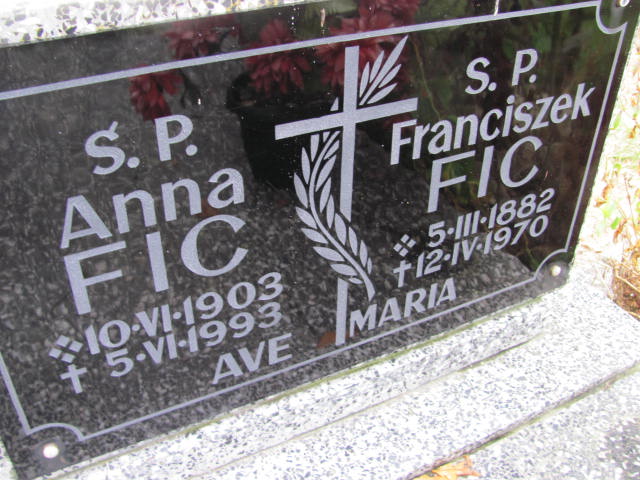 Ś. P.
Anna
FIC
10·VI·1903
5·VI·1993
S. P.
Franciszek
FIC
5·III·1882
12·IV·1970
AVE MARIA